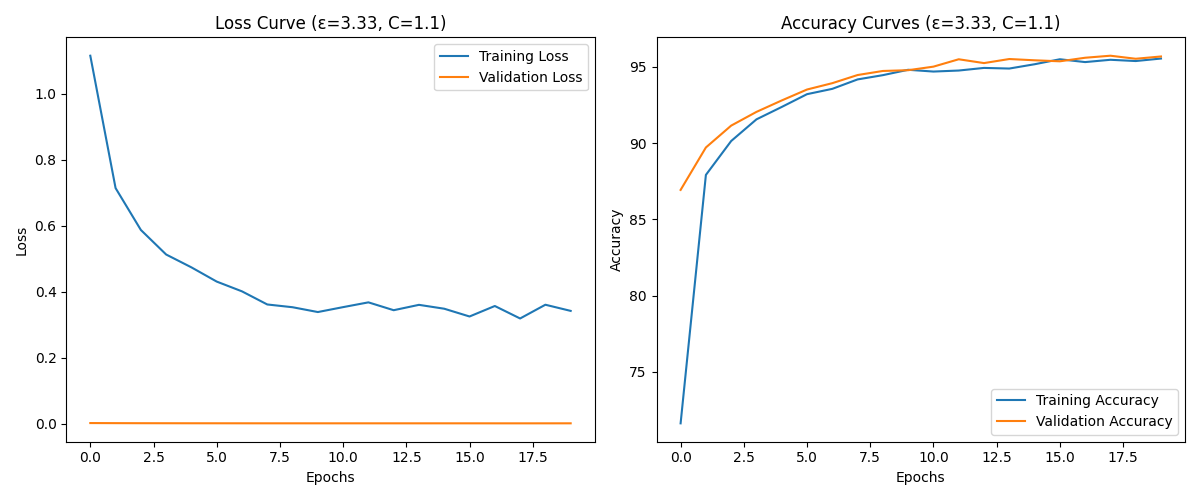 Loss Curve (ε=3.33, C=1.1)
Training Loss
Validation Loss
Loss
1.0
0.8
0.6
0.4
0.2
0.0
0.0 2.5 5.0 7.5 10.0 12.5 15.0 17.5
Epochs
Accuracy Curves (ε=3.33, C=1.1)
Accuracy
95
90
85
80
75
Training Accuracy
Validation Accuracy
0.0 2.5 5.0 7.5 10.0 12.5 15.0 17.5
Epochs